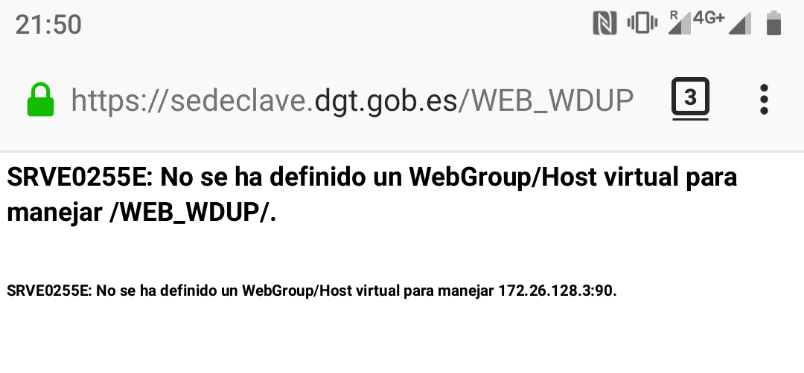 21:50
R
4G+
https://sedeclave.dgt.gob.es/WEB_WDUP
3
SRVE0255E: No se ha definido un WebGroup/Host virtual para
manejar /WEB_WDUP/.
SRVE0255E: No se ha definido un WebGroup/Host virtual para manejar 172.26.128.3:90.